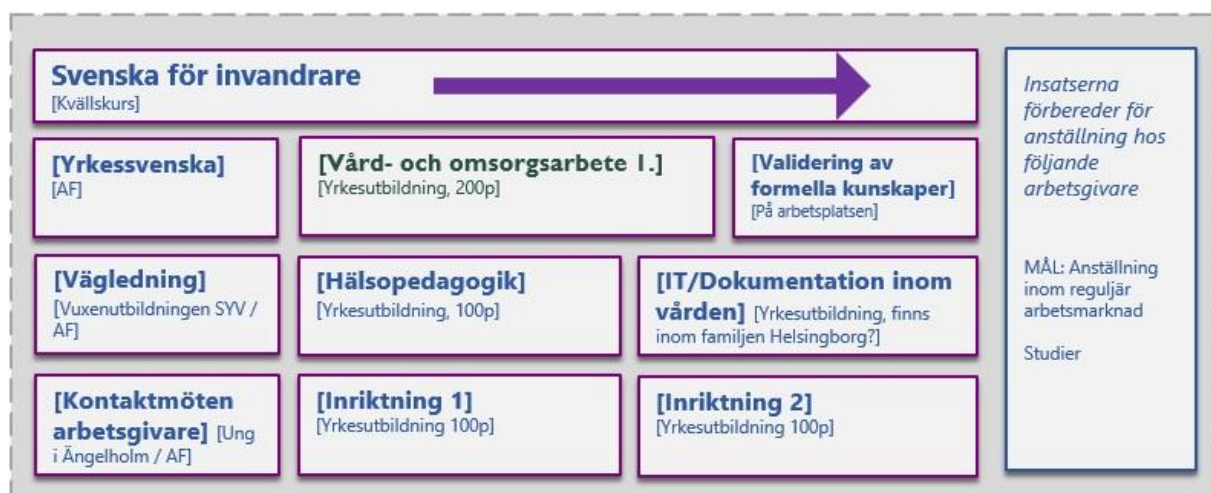 Svenska för invandrare
[Kvällskurs]
[Yrkessvenska]
[AF]
[Vård- och omsorgsarbete 1.]
[Yrkesutbildning, 200p]
[Validering av
formella kunskaper]
[På arbetsplatsen]
[Vägledning]
[Vuxenutbildningen SYV /
AF]
[Hälsopedagogik]
[Yrkesutbildning, 100p]
[IT/Dokumentation inom
vården] [Yrkesutbildning, finns
inom familjen Helsingborg?]
[Kontaktmöten
arbetsgivare] [Ung
i Ängelholm / AF]
[Inriktning 1]
[Yrkesutbildning 100p]
[Inriktning 2]
[Yrkesutbildning 100p]
Insatserna
förbereder för
anställning hos
följande
arbetsgivare
MÅL: Anställning
inom reguljär
arbetsmarknad
Studier